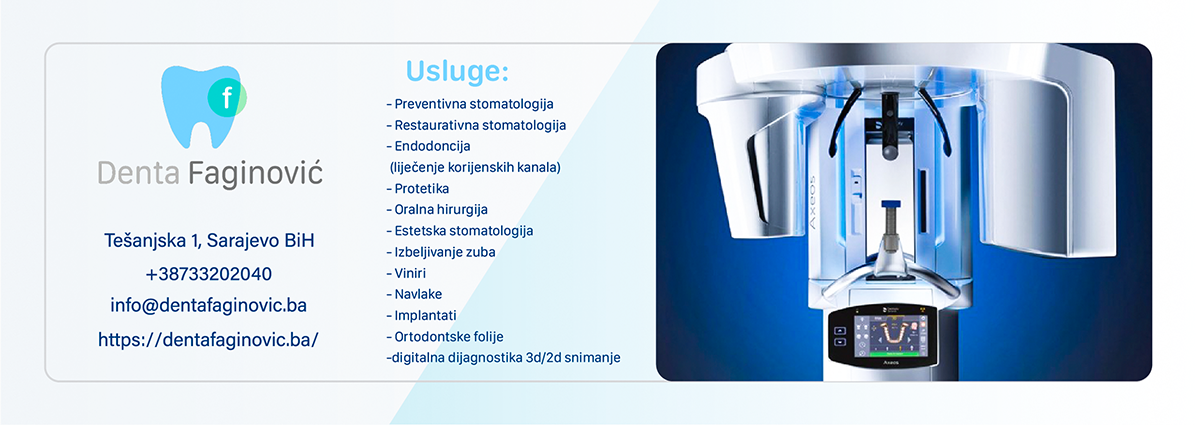 f
Denta Faginović
Tešanjska 1, Sarajevo BiH
+38733202040
info@dentafaginovic.ba
https://dentafaginovic.ba/
Usluge:
- Preventivna stomatologija
- Restaurativna stomatologija
- Endodoncija
(liječenje korijenskih kanala)
- Protetika
- Oralna hirurgija
- Estetska stomatologija
- Izbeljivanje zuba
- Viniri
- Navlake
- Implantati
- Ortodontske folije
-digitalna dijagnostika 3d/2d snimanje
Axeos
Axeos